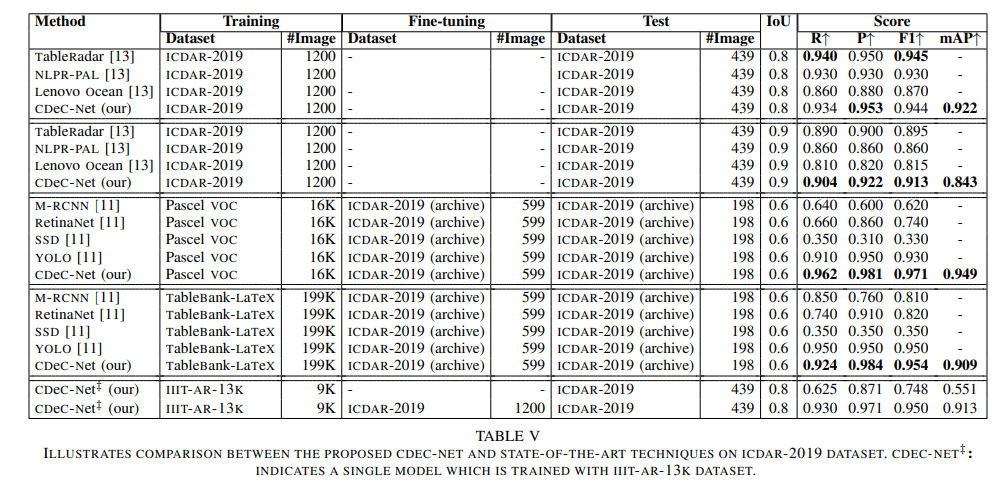 Method Training Fine-tuning Test IoU Score
Dataset #Image Dataset #Image Dataset #Image R↑ P↑ F1↑ mAP↑
TableRadar [13] ICDAR-2019 1200 - - ICDAR-2019 439 0.8 0.940 0.950 0.945 -
NLPR-PAL [13] ICDAR-2019 1200 - - ICDAR-2019 439 0.8 0.930 0.930 0.930 -
Lenovo Ocean [13] ICDAR-2019 1200 - - ICDAR-2019 439 0.8 0.860 0.880 0.870 -
CDeC-Net (our) ICDAR-2019 1200 - - ICDAR-2019 439 0.8 0.934 0.953 0.944 0.922
TableRadar [13] ICDAR-2019 1200 - - ICDAR-2019 439 0.9 0.890 0.900 0.895 -
NLPR-PAL [13] ICDAR-2019 1200 - - ICDAR-2019 439 0.9 0.860 0.860 0.860 -
Lenovo Ocean [13] ICDAR-2019 1200 - - ICDAR-2019 439 0.9 0.810 0.820 0.815 -
CDeC-Net (our) ICDAR-2019 1200 - - ICDAR-2019 439 0.9 0.904 0.922 0.913 0.843
M-RCNN [11] Pascel VOC 16K ICDAR-2019 (archive) 599 ICDAR-2019 (archive) 198 0.6 0.640 0.600 0.620 -
RetinaNet [11] Pascel VOC 16K ICDAR-2019 (archive) 599 ICDAR-2019 (archive) 198 0.6 0.660 0.860 0.740 -
SSD [11] Pascel VOC 16K ICDAR-2019 (archive) 599 ICDAR-2019 (archive) 198 0.6 0.350 0.310 0.330 -
YOLO [11] Pascel VOC 16K ICDAR-2019 (archive) 599 ICDAR-2019 (archive) 198 0.6 0.910 0.950 0.930 -
CDeC-Net (our) Pascel VOC 16K ICDAR-2019 (archive) 599 ICDAR-2019 (archive) 198 0.6 0.962 0.981 0.971 0.949
M-RCNN [11] TableBank-LaTeX 199K ICDAR-2019 (archive) 599 ICDAR-2019 (archive) 198 0.6 0.850 0.760 0.810 -
RetinaNet [11] TableBank-LaTeX 199K ICDAR-2019 (archive) 599 ICDAR-2019 (archive) 198 0.6 0.740 0.910 0.820 -
SSD [11] TableBank-LaTeX 199K ICDAR-2019 (archive) 599 ICDAR-2019 (archive) 198 0.6 0.350 0.350 0.350 -
YOLO [11] TableBank-LaTeX 199K ICDAR-2019 (archive) 599 ICDAR-2019 (archive) 198 0.6 0.950 0.950 0.950 -
CDeC-Net (our) TableBank-LaTeX 199K ICDAR-2019 (archive) 599 ICDAR-2019 (archive) 198 0.6 0.924 0.984 0.954 0.909
CDeC-Net‡ (our) IIIT-AR-13K 9K - - ICDAR-2019 439 0.8 0.625 0.871 0.748 0.551
CDeC-Net‡ (our) IIIT-AR-13K 9K ICDAR-2019 1200 ICDAR-2019 439 0.8 0.930 0.971 0.950 0.913
TABLE V
ILLUSTRATES COMPARISON BETWEEN THE PROPOSED CDEC-NET AND STATE-OF-THE-ART TECHNIQUES ON ICDAR-2019 DATASET. CDEC-NET‡:
INDICATES A SINGLE MODEL WHICH IS TRAINED WITH IIIT-AR-13K DATASET.